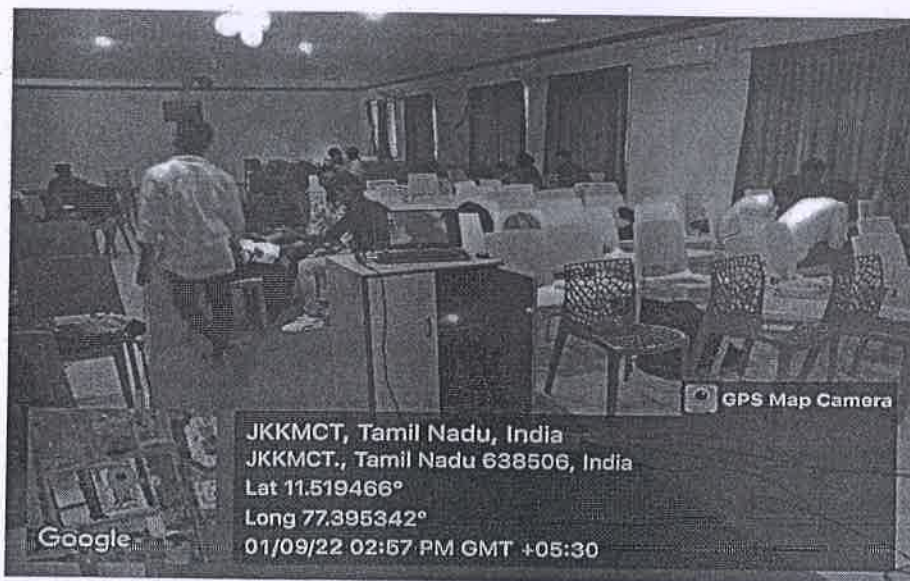 GPS Map Camera
JKKMCT, Tamil Nadu, India
JKKMCT., Tamil Nadu 638506, India
Lat 11.519466°
Long 77.395342°
01/09/22 02:57 PM GMT +05:30
Google